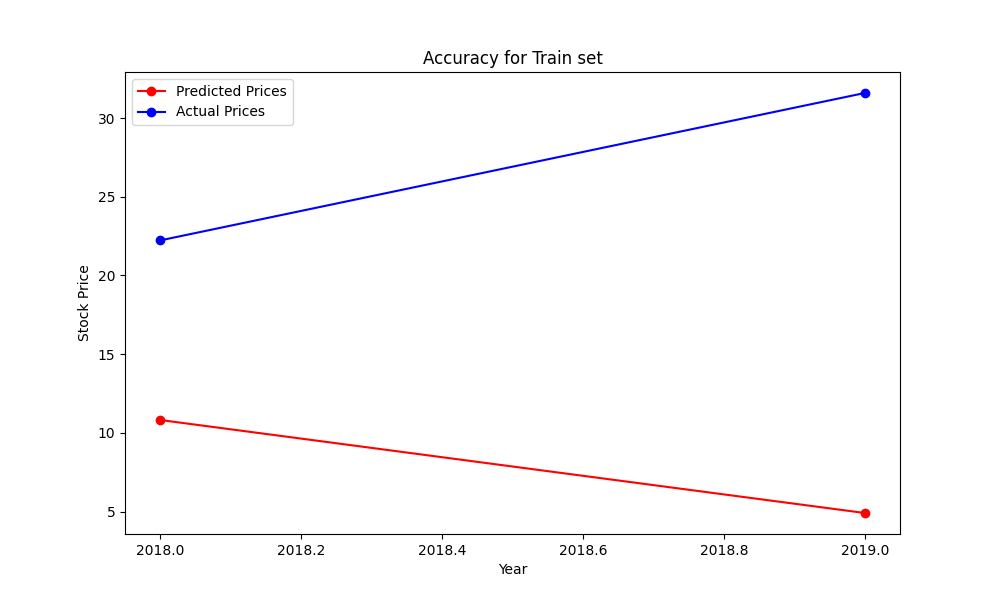 Accuracy for Train set
Predicted Prices
Actual Prices
30
25
20
15
10
5
Stock Price
2018.0 2018.2 2018.4 2018.6 2018.8 2019.0
Year